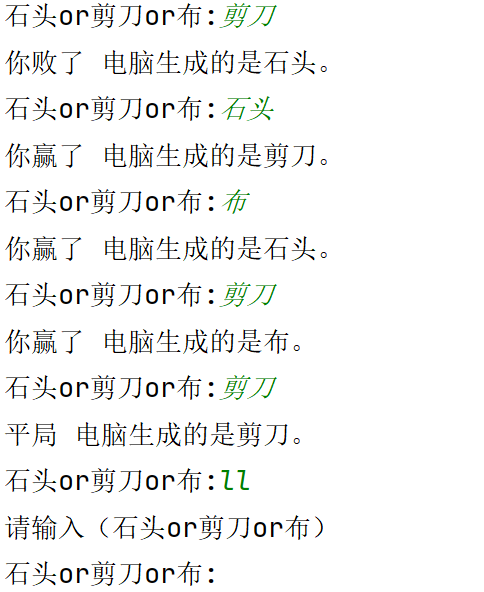 石头or剪刀or布:剪刀
你败了 电脑生成的是石头。
石头or剪刀or布:石头
你赢了 电脑生成的是剪刀。
石头or剪刀or布:布
你赢了 电脑生成的是石头。
石头or剪刀or布:剪刀
你赢了 电脑生成的是布。
石头or剪刀or布:剪刀
平局 电脑生成的是剪刀。
石头or剪刀or布:ll
请输入（石头or剪刀or布）
石头or剪刀or布: